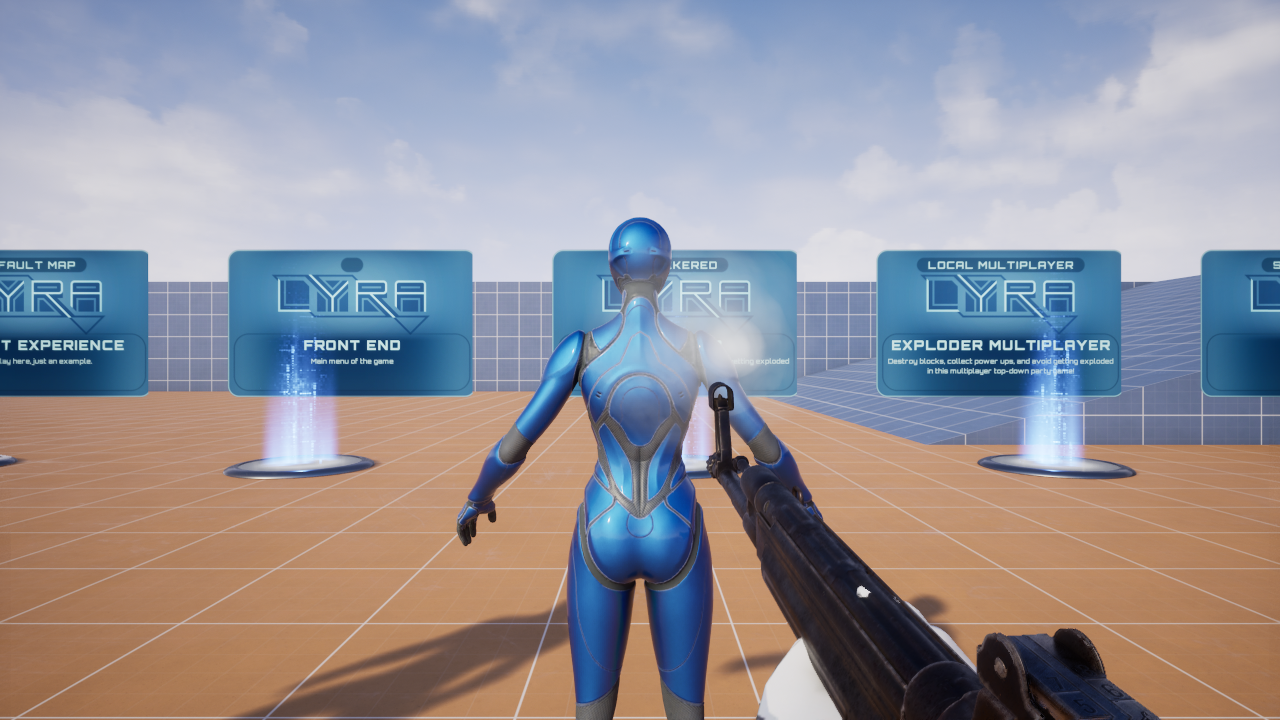 FAULT MAP
LYRA
T EXPERIENCE
lay here, just an example.
LYRA
FRONT END
Main menu of the game
KERED
LYRA
getting exploded
LOCAL MULTIPLAYER
LYRA
EXPLODER MULTIPLAYER
Destroy blocks, collect power ups, and avoid getting exploded
in this multiplayer top-down party game!